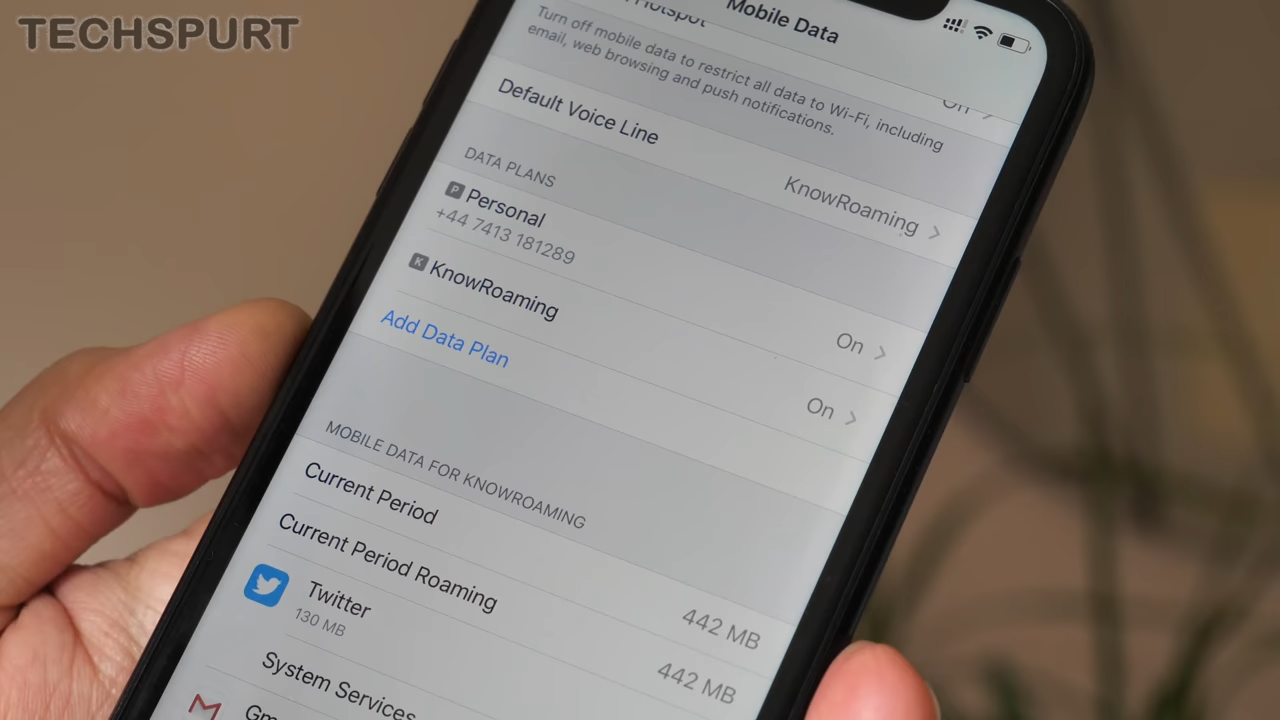 TECHSPURT
Hotspot
On
Mobile Data
Turn off mobile data to restrict all data to Wi-Fi, including
email, web browsing and push notifications.
Default Voice Line
KnowRoaming
DATA PLANS
P Personal
+44 7413 181289
On
K KnowRoaming
On
Add Data Plan
MOBILE DATA FOR KNOWROAMING
Current Period
442 MB
Current Period Roaming
442 MB
Twitter
130 MB
System Services